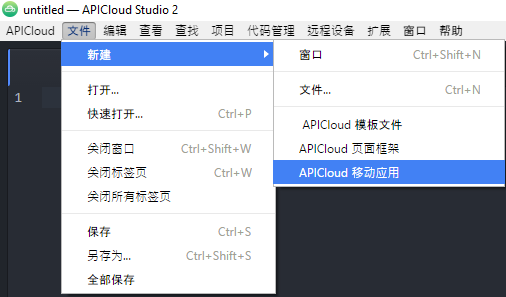 untitled — APICloud Studio 2
APICloud 文件 编辑 查看 查找 项目 代码管理 远程设备 扩展应用 窗口 帮助
新建
打开...
快速打开... Ctrl+P
关闭窗口 Ctrl+Shift+W
关闭标签页 Ctrl+W
关闭所有标签页
保存 Ctrl+S
另存为... Ctrl+Shift+S
全部保存
窗口 Ctrl+Shift+N
文件... Ctrl+N
APICloud 模板文件
APICloud 页面框架
APICloud 移动应用
1